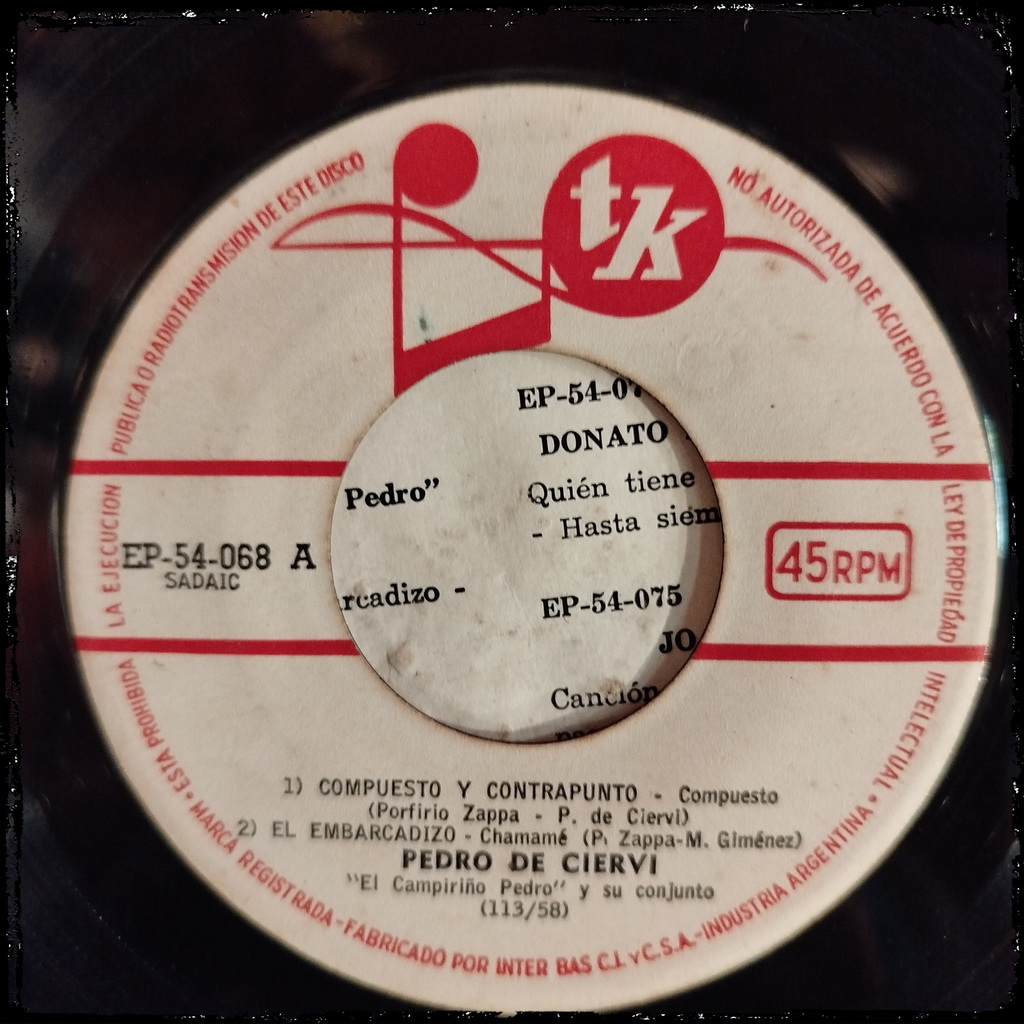 tk
LA EJECUCION PUBLICA O RADIOTRANSMISION DE ESTE DISCO NO AUTORIZADA DE ACUERDO CON LA LEY DE PROPIEDAD INTELECTUAL • ESTA PROHIBIDA •
EP-54-068 A
SADAIC
45RPM
EP-54-07
DONATO
Pedro”
Quién tiene
- Hasta siem
rcadizo -
EP-54-075
JO
Canción
1) COMPUESTO Y CONTRAPUNTO - Compuesto
(Porfirio Zappa - P. de Ciervi)
2) EL EMBARCADIZO - Chamamé (P. Zappa-M. Giménez)
PEDRO DE CIERVI
"El Campiriño Pedro" y su conjunto
(113/58)
MARCA REGISTRADA-FABRICADO POR INTER BAS C.I. y C.S.A.-INDUSTRIA ARGENTINA •